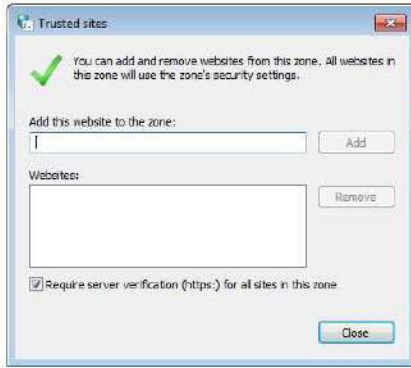 Trusted sites
You can add and remove websites from this zone. All websites in
this zone will use the zone's security settings.
Add this website to the zone:
Add
Websites:
Remove
Require server verification (https:) for all sites in this zone
Close